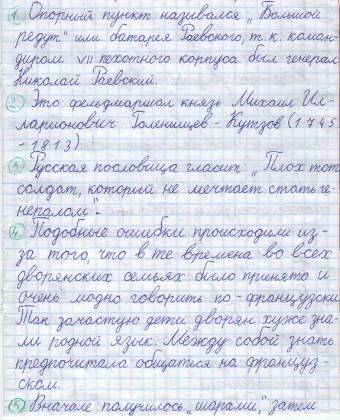 1. Опорный пункт назывался „Большой
редут" или батарея Раевского, т. к. коман-
диром VII пехотного корпуса был генерал
Николай Раевский.
2. Это фельдмаршал князь Михаил Ил-
ларионович Голенищев - Кутзов (1745
-1813)
3. Русская пословица гласит, „Плох тот
солдат, который не мечтает стать ге-
нералом".
4. Подобные ошибки происходили из-
за того, что в те времена во всех
дворянских семьях было принято и
очень модно говорить по - французски
Так зачастую дети дворян хуже зна-
ли родной язык. Между собой знать
предпочитала общаться на француз-
ском.
5. Вначале получилось „шарами", затем